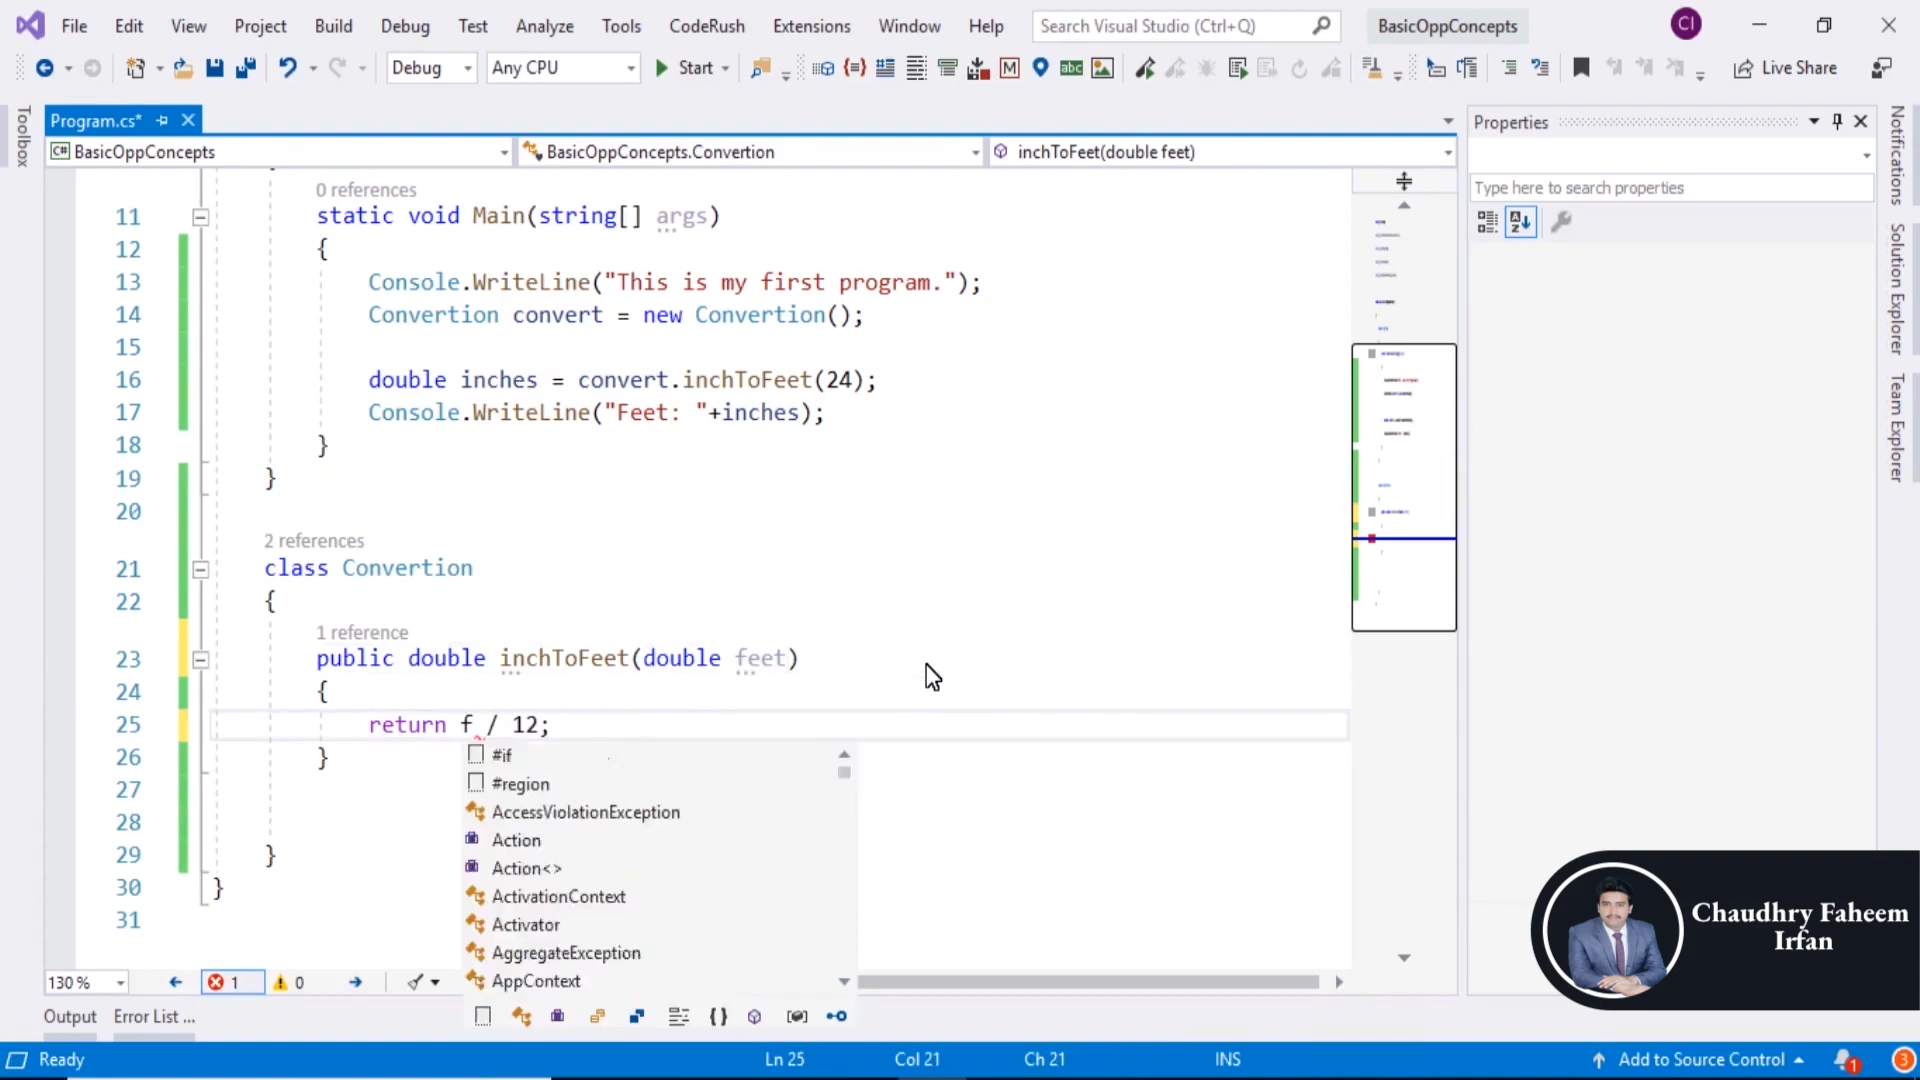 File Edit View Project Build Debug Test Analyze Tools CodeRush Extensions Window Help Search Visual Studio (Ctrl+Q) BasicOppConcepts CI
Debug Any CPU Start Live Share
Toolbox
Program.cs*
C# BasicOppConcepts BasicOppConcepts.Convertion inchToFeet(double feet)
0 references
11 static void Main(string[] args)
12 {
13 Console.WriteLine("This is my first program.");
14 Convertion convert = new Convertion();
15
16 double inches = convert.inchToFeet(24);
17 Console.WriteLine("Feet: "+inches);
18 }
19 }
20
2 references
21 class Convertion
22 {
1 reference
23 public double inchToFeet(double feet)
24 {
25 return f / 12;
26 }
27
28
29 }
30 }
31
#if
#region
AccessViolationException
Action
Action<>
ActivationContext
Activator
AggregateException
AppContext
Properties
Type here to search properties
Notifications
Solution Explorer
Team Explorer
Chaudhry Faheem
Irfan
130 % 1 0
Output Error List ...
Ready Ln 25 Col 21 Ch 21 INS Add to Source Control 1 3